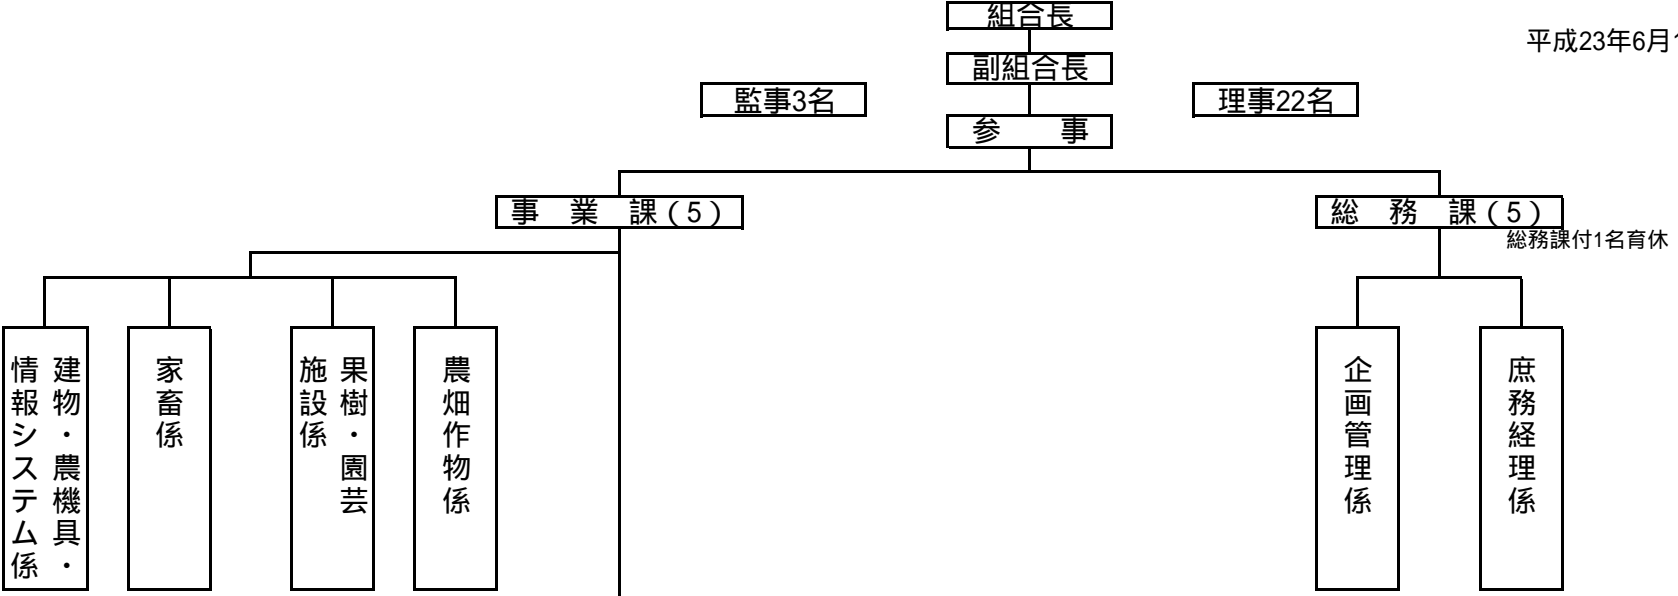 組合長
平成23年6月
副組合長
監事3名
理事22名
参　　事
事　業　課（5）
総　務　課（5）
総務課付1名育休
建物・農機具・
情報システム係
家畜係
果樹・園芸
施設係
農畑作物係
企画管理係
庶務経理係